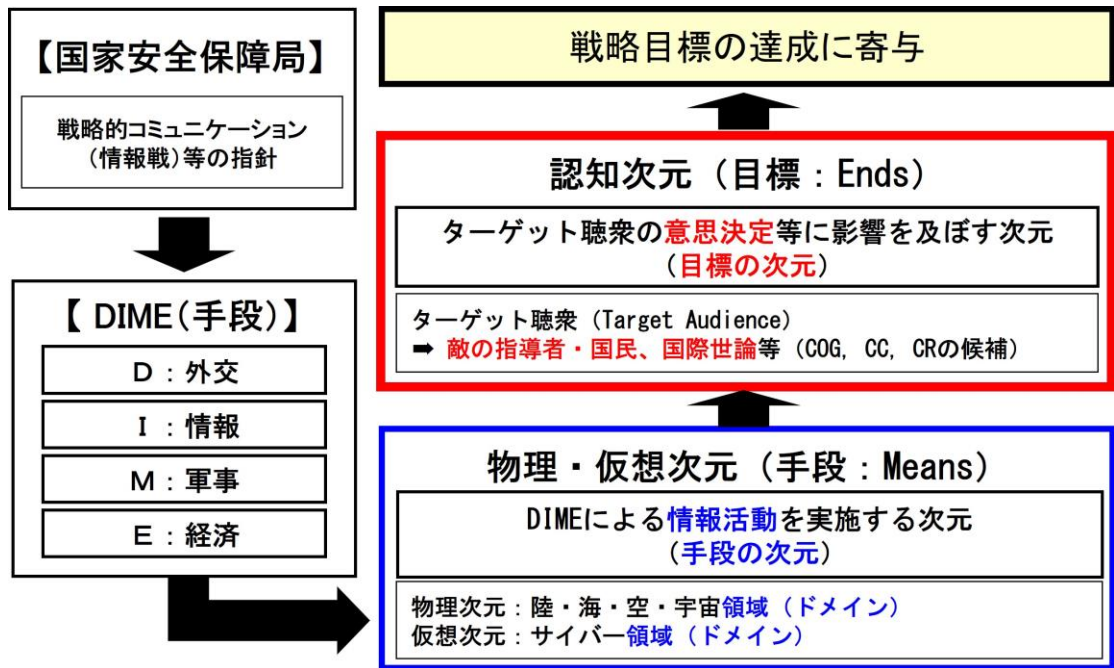 【国家安全保障局】
戦略的コミュニケーション
(情報戦)等の指針
【 DIME(手段)】
D:外交
I:情報
M:軍事
E:経済
戦略目標の達成に寄与
認知次元(目標:Ends)
ターゲット聴衆の意思決定等に影響を及ぼす次元
(目標の次元)
ターゲット聴衆(Target Audience)
➡ 敵の指導者・国民、国際世論等(COG, CC, CRの候補)
物理・仮想次元(手段:Means)
DIMEによる情報活動を実施する次元
(手段の次元)
物理次元:陸・海・空・宇宙領域(ドメイン)
仮想次元:サイバー領域(ドメイン)